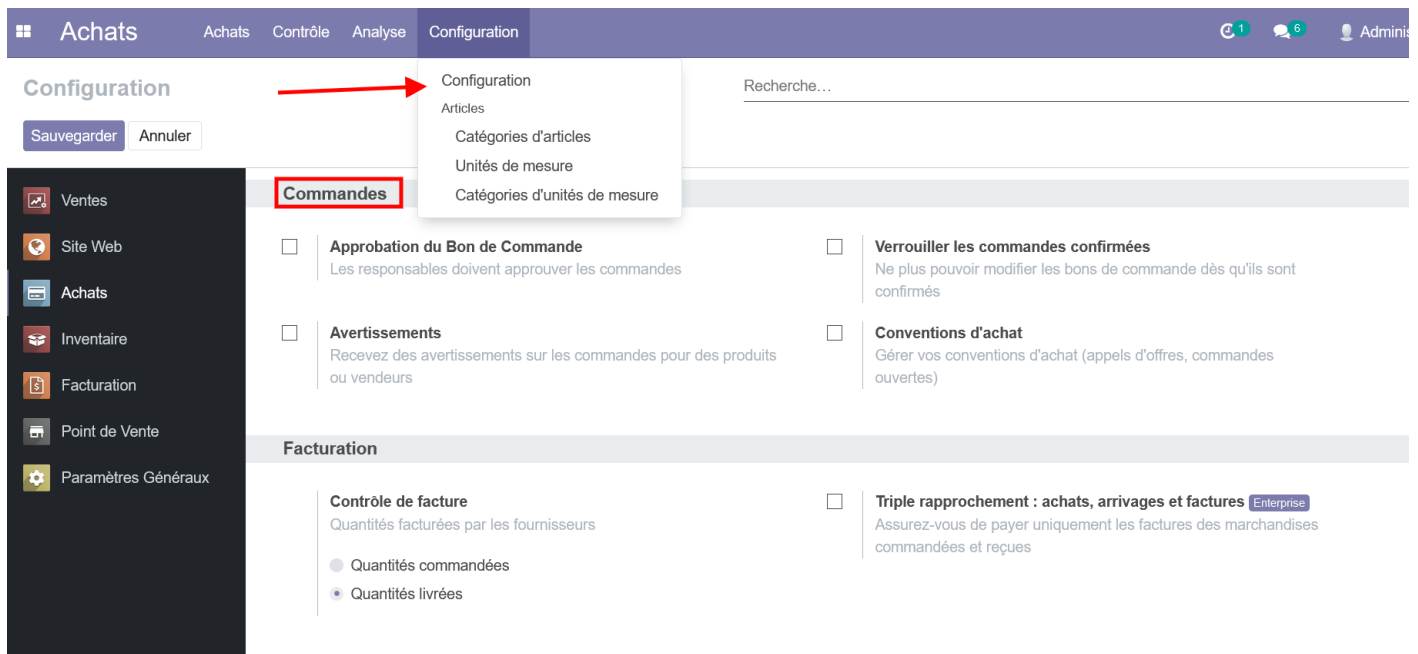 Achats Achats Contrôle Analyse Configuration 1 6 Adminis
Configuration
Recherche...
Sauvegarder Annuler
Configuration
Articles
Catégories d'articles
Unités de mesure
Catégories d'unités de mesure
Ventes
Site Web
Achats
Inventaire
Facturation
Point de Vente
Paramètres Généraux
Commandes
Approbation du Bon de Commande
Les responsables doivent approuver les commandes
Verrouiller les commandes confirmées
Ne plus pouvoir modifier les bons de commande dès qu'ils sont
confirmés
Avertissements
Recevez des avertissements sur les commandes pour des produits
ou vendeurs
Conventions d'achat
Gérer vos conventions d'achat (appels d'offres, commandes
ouvertes)
Facturation
Contrôle de facture
Quantités facturées par les fournisseurs
Quantités commandées
Quantités livrées
Triple rapprochement : achats, arrivages et factures Enterprise
Assurez-vous de payer uniquement les factures des marchandises
commandées et reçues